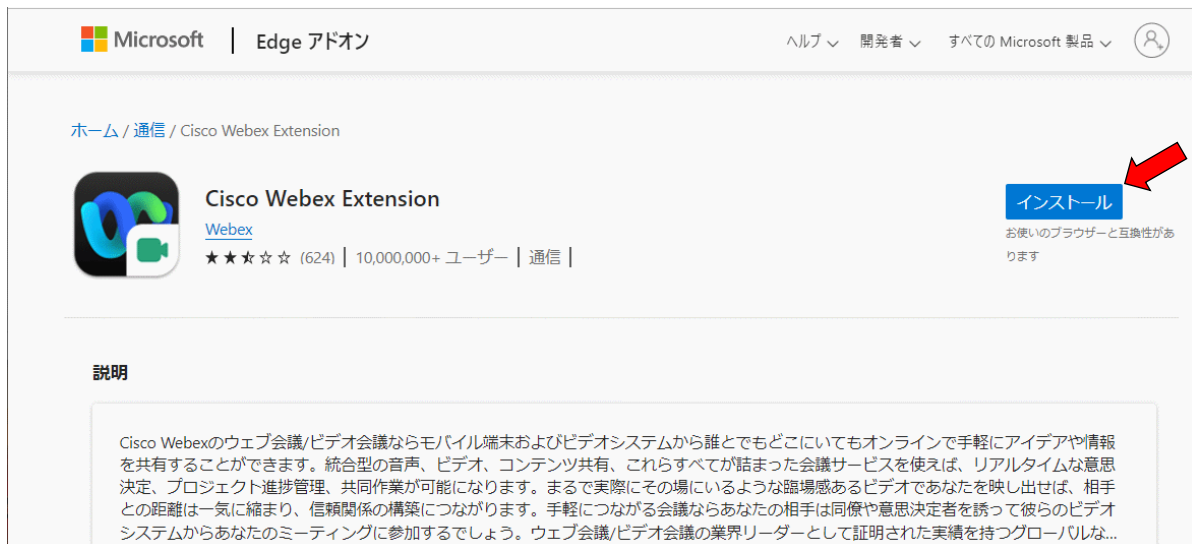 Microsoft | Edge アドオン
ヘルプ 開発者 すべての Microsoft 製品
ホーム / 通信 / Cisco Webex Extension
Cisco Webex Extension
インストール
Webex
お使いのブラウザーと互換性があ
ります
★★★☆☆ (624) | 10,000,000+ ユーザー | 通信 |
説明
Cisco Webexのウェブ会議/ビデオ会議ならモバイル端末およびビデオシステムから誰とでもどこにいてもオンラインで手軽にアイデアや情報
を共有することができます。統合型の音声、ビデオ、コンテンツ共有、これらすべてが詰まった会議サービスを使えば、リアルタイムな意思
決定、プロジェクト進捗管理、共同作業が可能になります。まるで実際にその場にいるような臨場感あるビデオであなたを映し出せば、相手
との距離は一気に縮まり、信頼関係の構築につながります。手軽につながる会議ならあなたの相手は同僚や意思決定者を誘って彼らのビデオ
システムからあなたのミーティングに参加するでしょう。ウェブ会議/ビデオ会議の業界リーダーとして証明された実績を持つグローバルな...